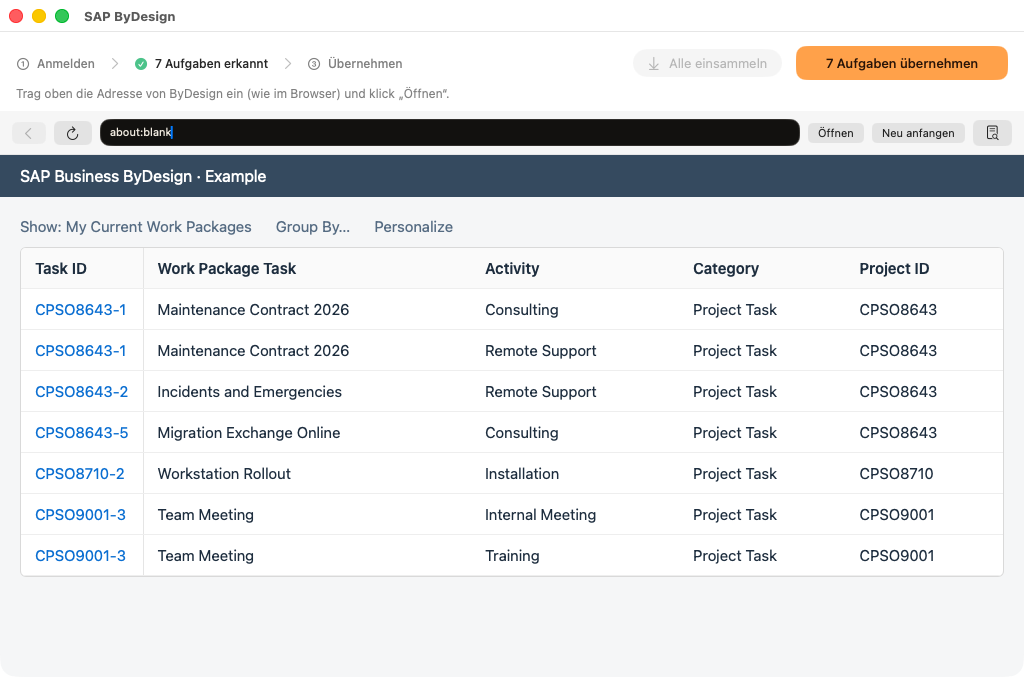 SAP ByDesign
1 Anmelden 7 Aufgaben erkannt 3 Übernehmen
Alle einsammeln 7 Aufgaben übernehmen
Trag oben die Adresse von ByDesign ein (wie im Browser) und klick „Öffnen“.
about:blank Öffnen Neu anfangen
SAP Business ByDesign · Example
Show: My Current Work Packages Group By... Personalize
Task ID Work Package Task Activity Category Project ID
CPSO8643-1 Maintenance Contract 2026 Consulting Project Task CPSO8643
CPSO8643-1 Maintenance Contract 2026 Remote Support Project Task CPSO8643
CPSO8643-2 Incidents and Emergencies Remote Support Project Task CPSO8643
CPSO8643-5 Migration Exchange Online Consulting Project Task CPSO8643
CPSO8710-2 Workstation Rollout Installation Project Task CPSO8710
CPSO9001-3 Team Meeting Internal Meeting Project Task CPSO9001
CPSO9001-3 Team Meeting Training Project Task CPSO9001